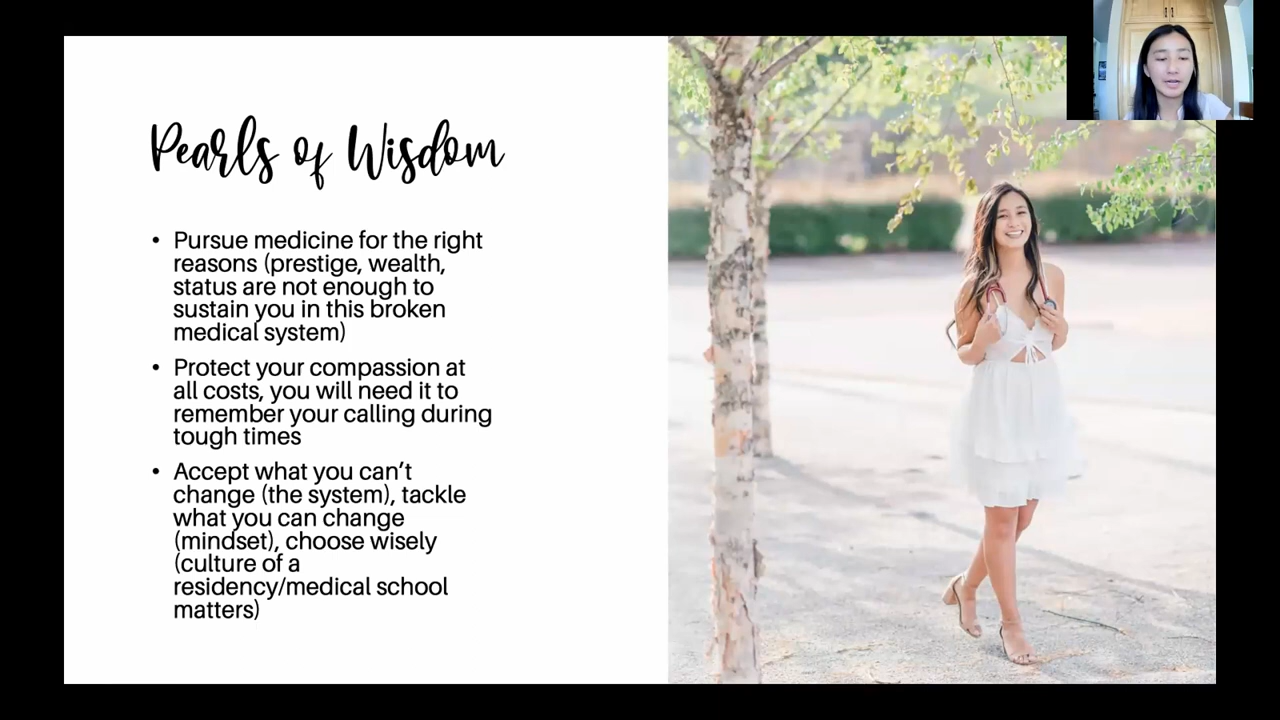 Pearls of Wisdom
• Pursue medicine for the right
reasons (prestige, wealth,
status are not enough to
sustain you in this broken
medical system)
• Protect your compassion at
all costs, you will need it to
remember your calling during
tough times
• Accept what you can’t
change (the system), tackle
what you can change
(mindset), choose wisely
(culture of a
residency/medical school
matters)